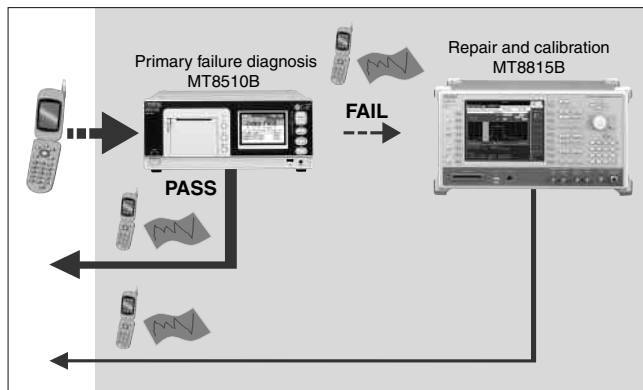 Primary failure diagnosis
MT8510B
Repair and calibration
MT8815B
FAIL
PASS